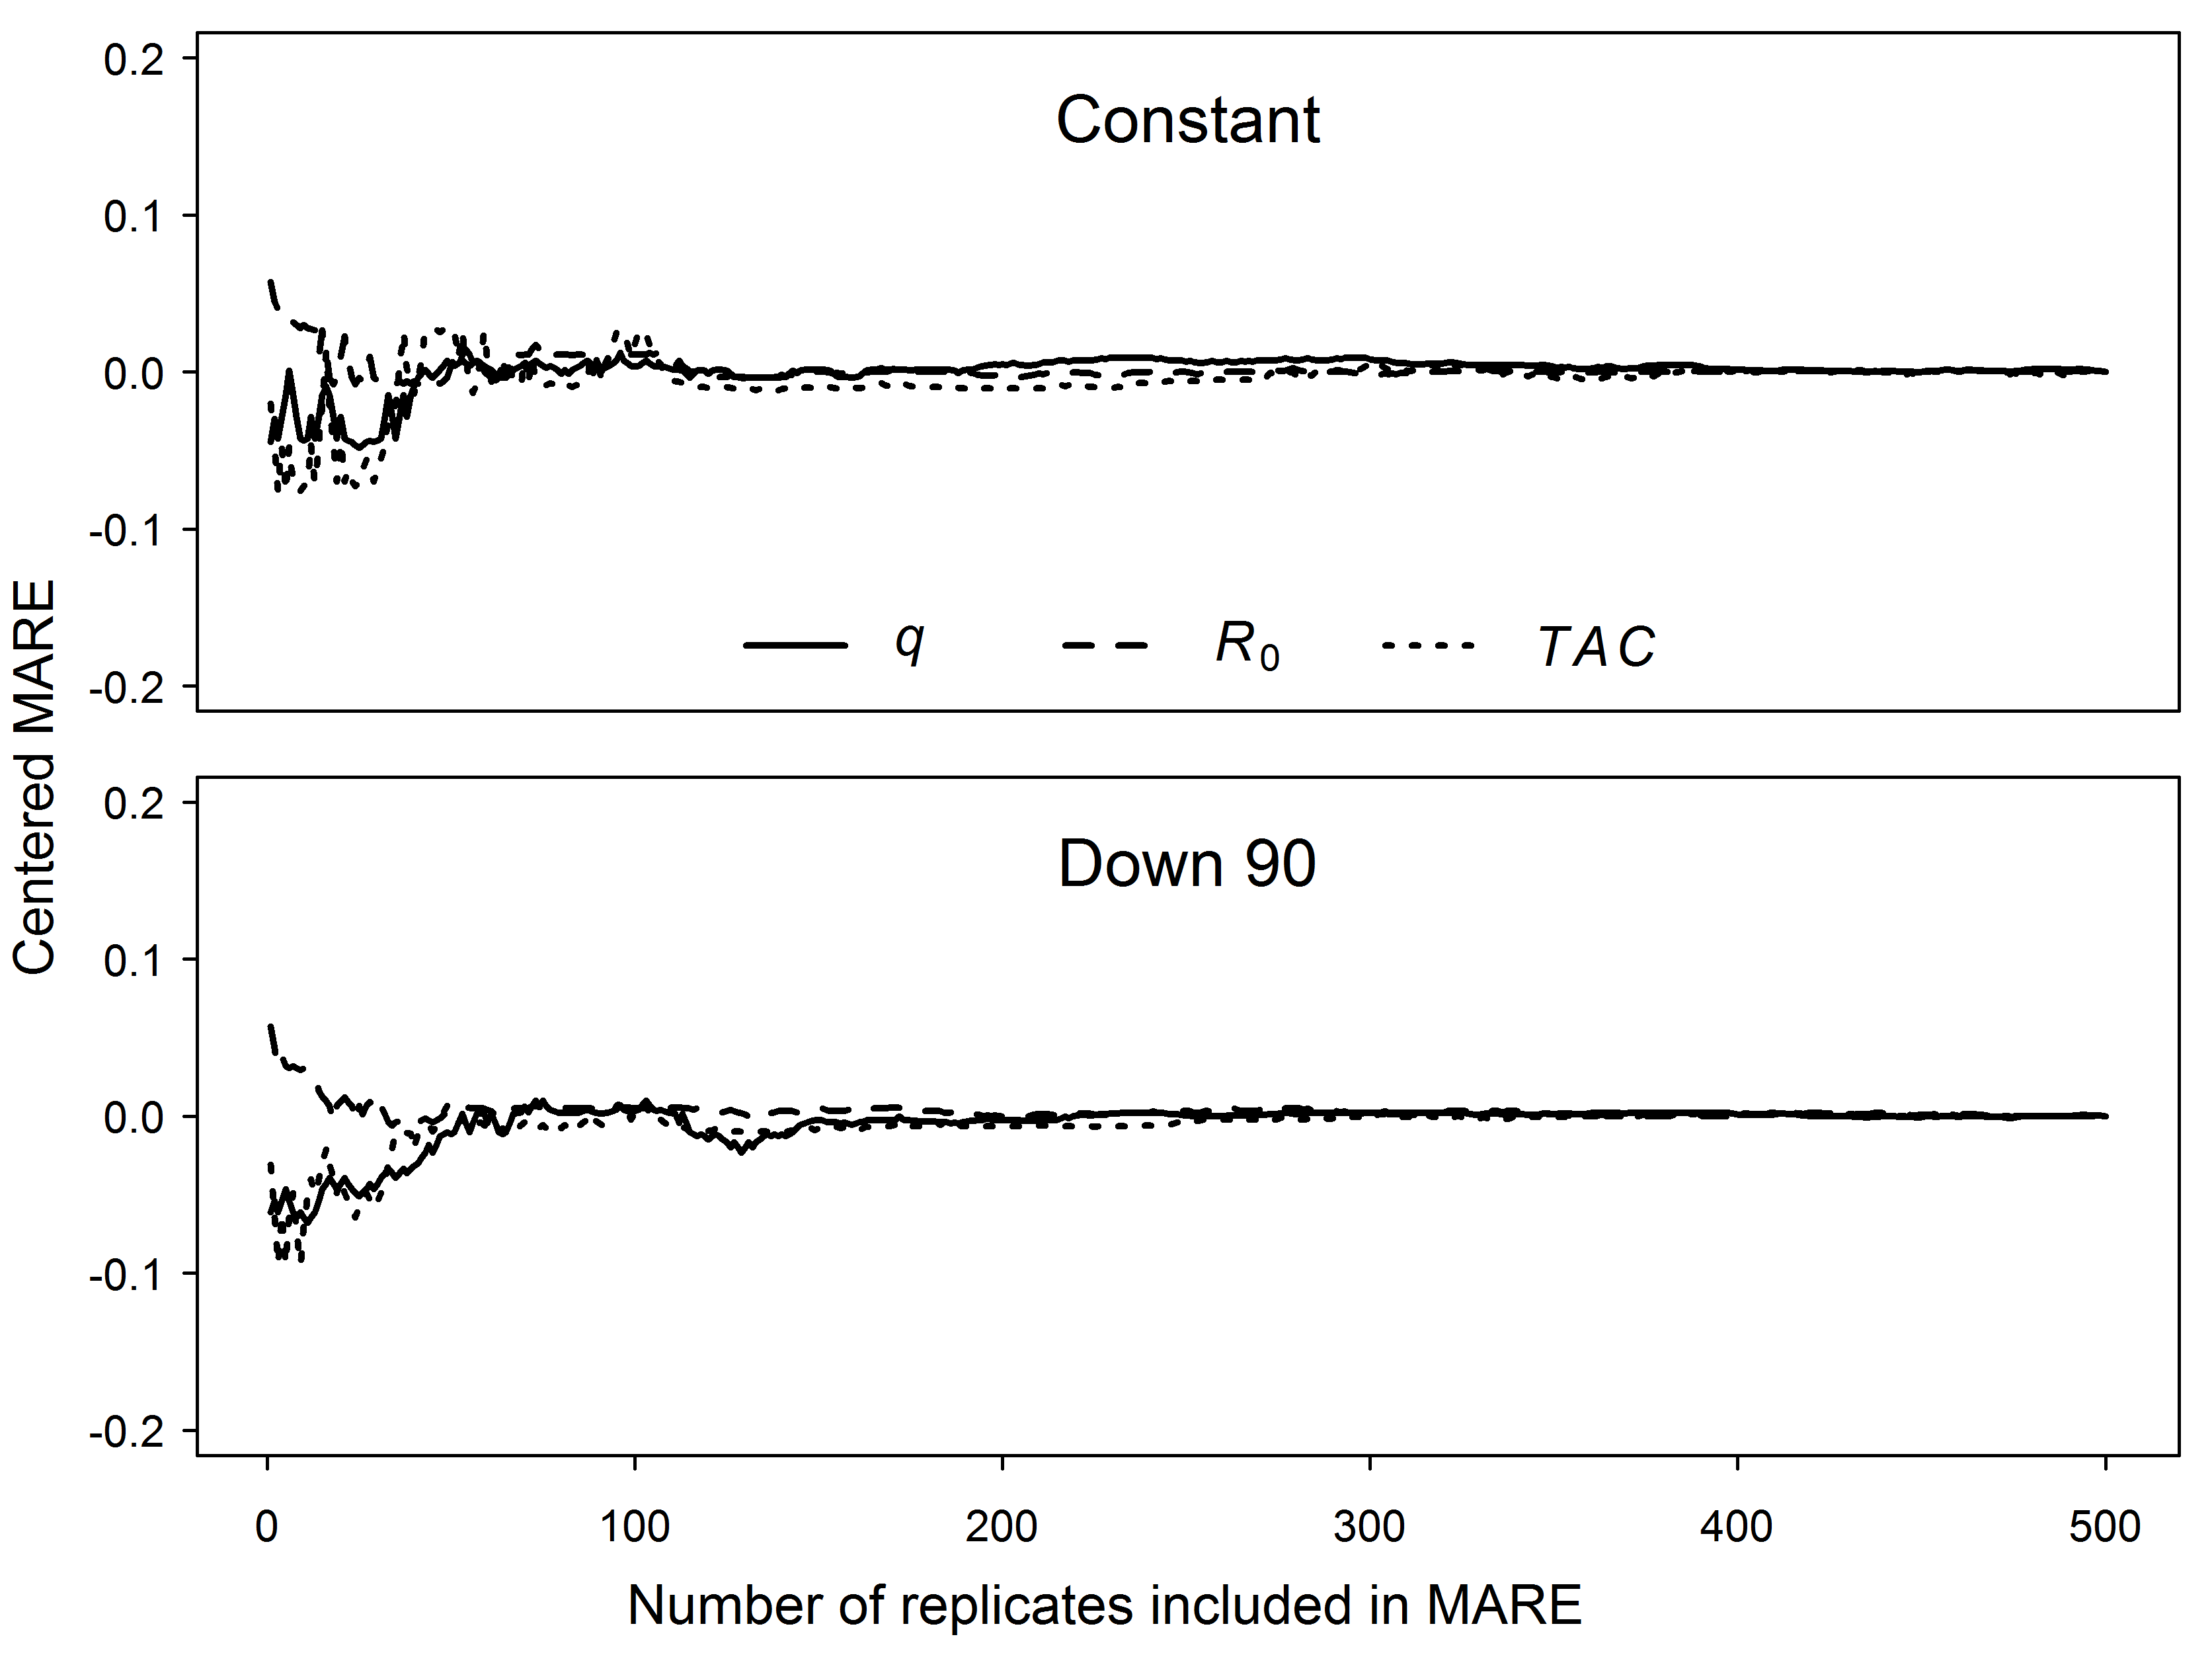 Centered MARE
0.2
0.1
0.0
-0.1
-0.2
Constant
q R0 TAC
0.2
0.1
0.0
-0.1
-0.2
Down 90
0 100 200 300 400 500
Number of replicates included in MARE